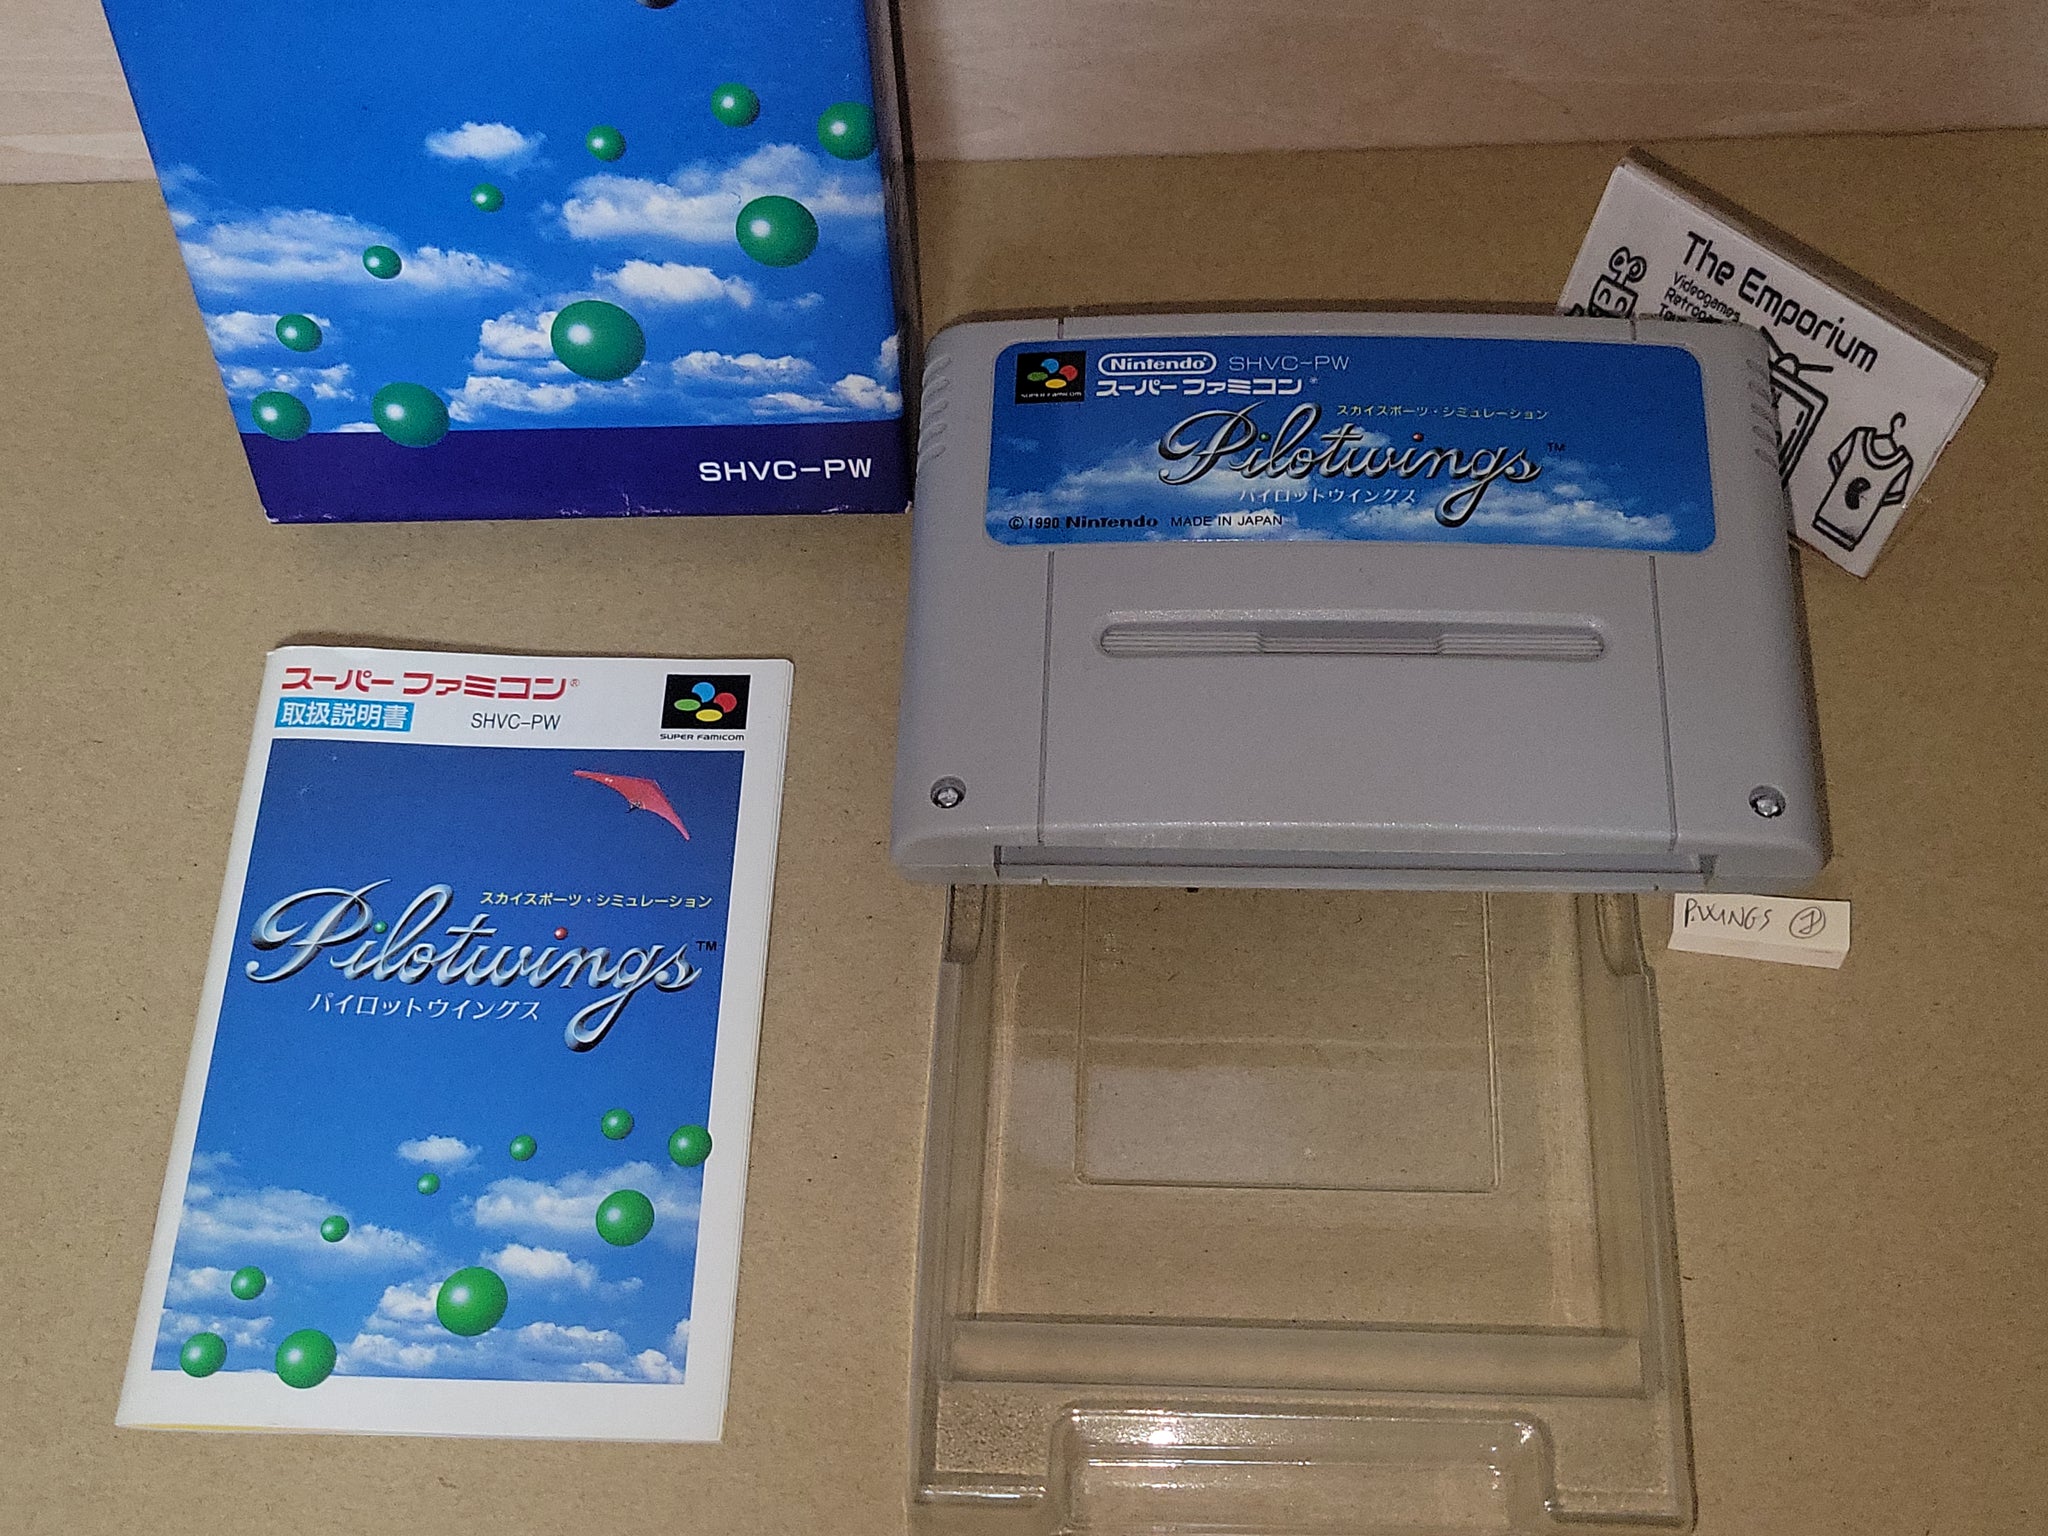 SHVC-PW
The Emporium
Videogames
Nintendo® SHVC-PW
SUPER FAMICOM
スーパーファミコン®
スカイスポーツ・シミュレーション
Pilotwings™
パイロットウイングス
© 1990 Nintendo MADE IN JAPAN
スーパーファミコン®
取扱説明書 SHVC-PW
SUPER FAMICOM
スカイスポーツ・シミュレーション
Pilotwings™
パイロットウイングス
P.WINGS